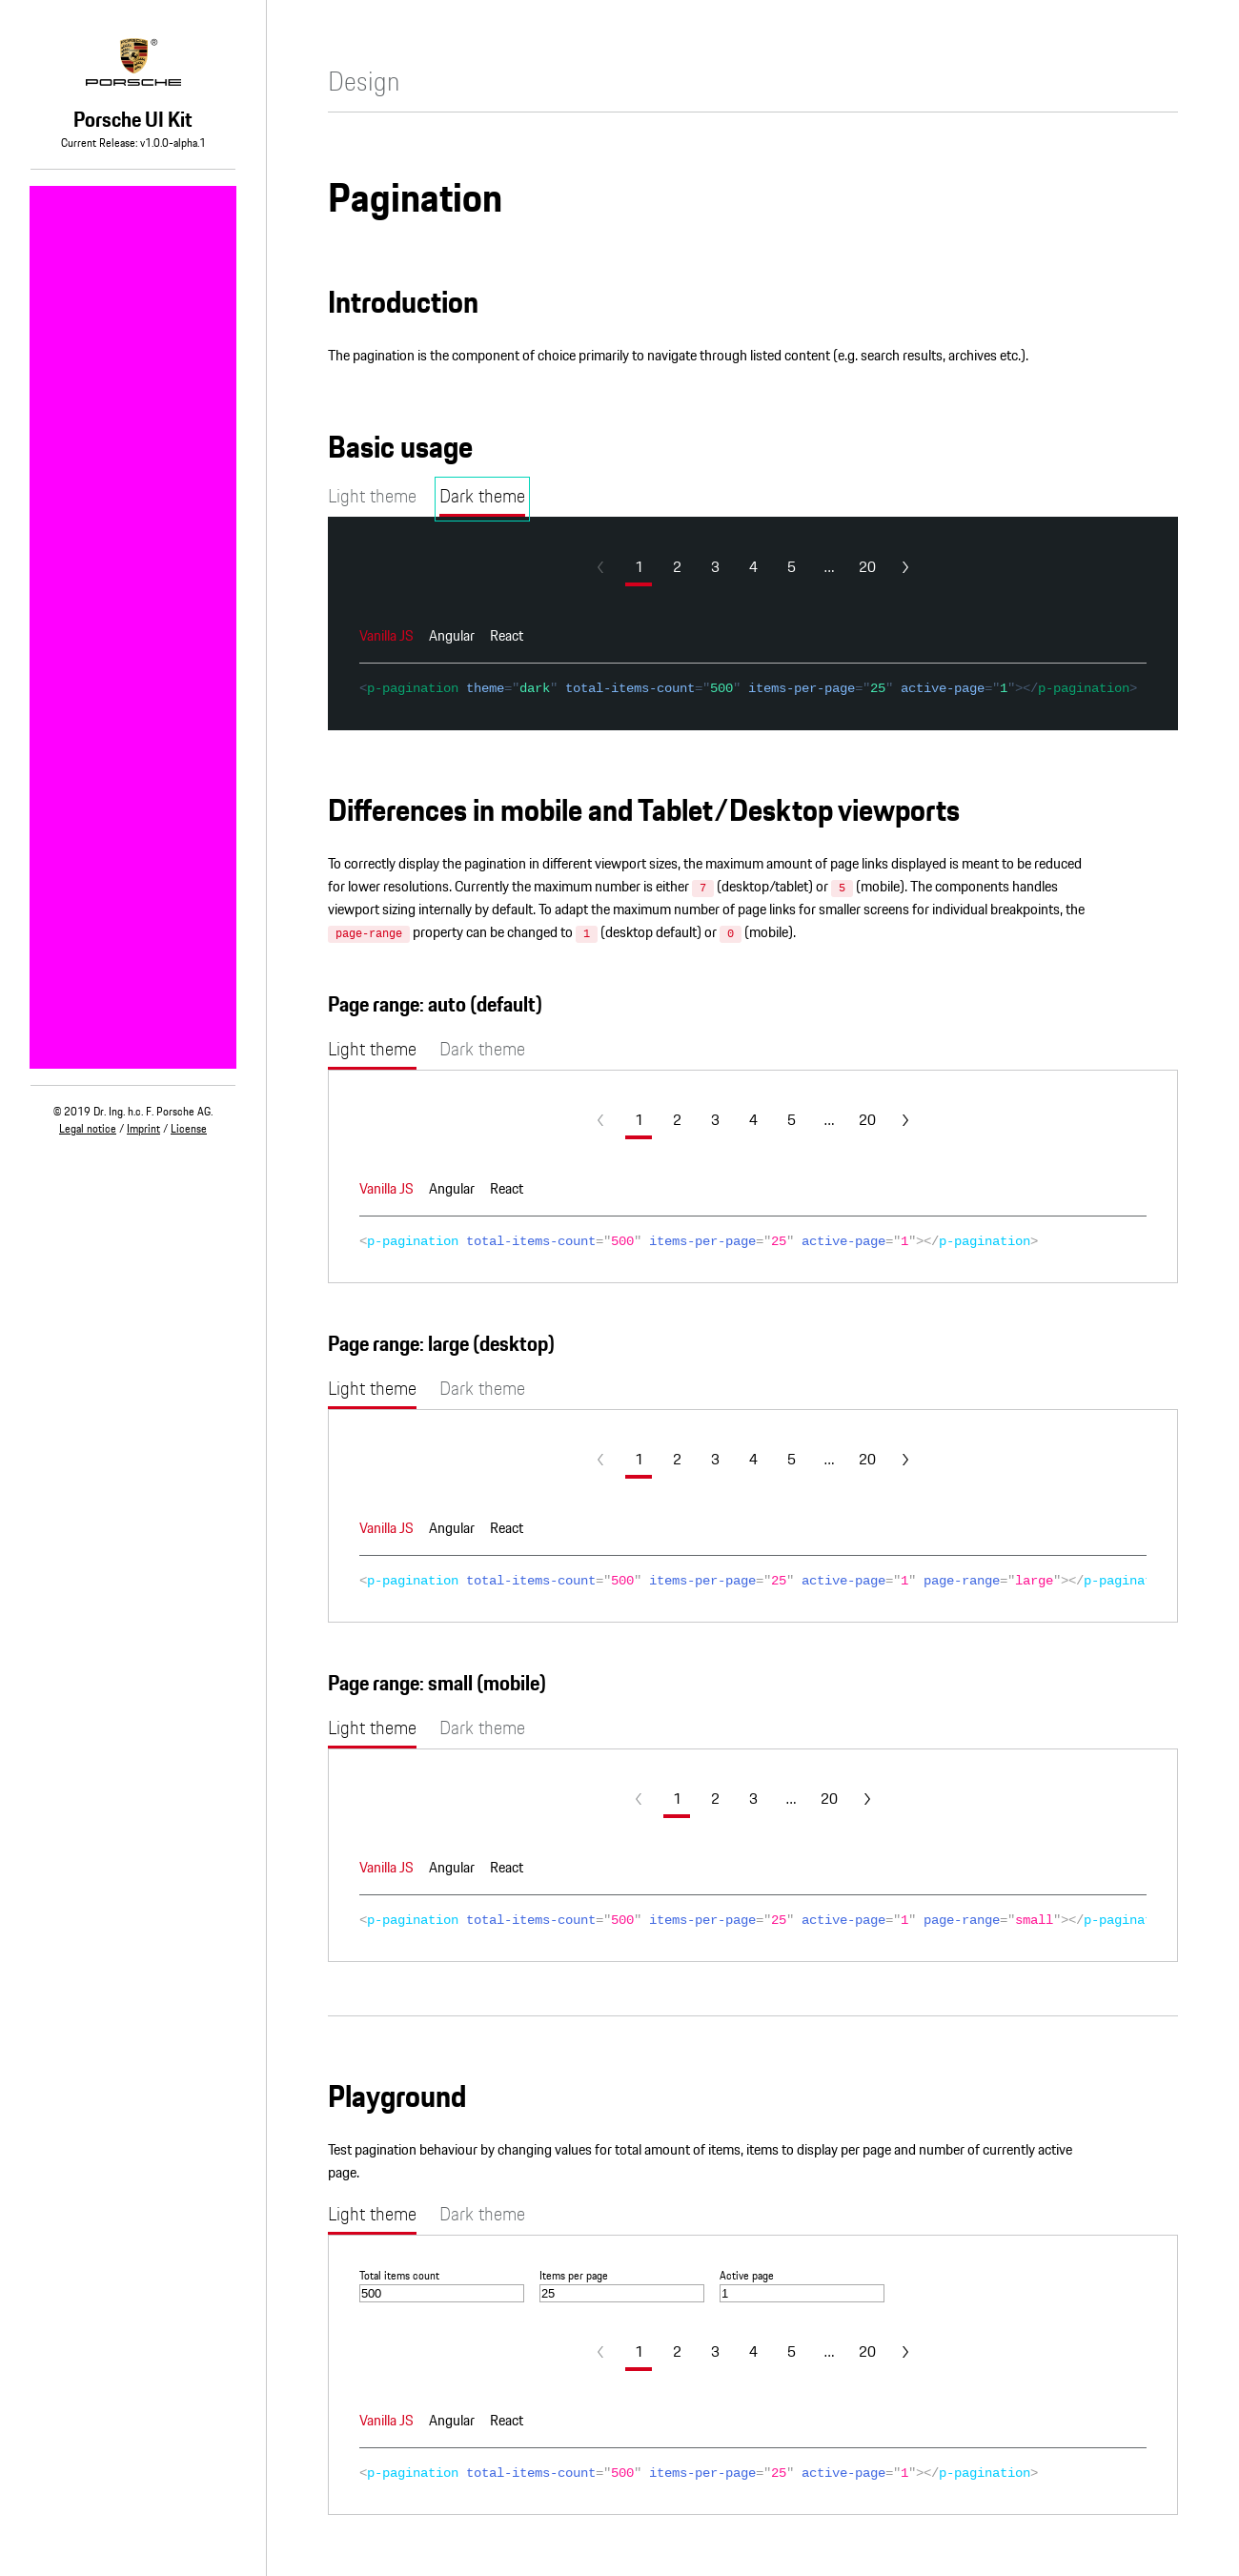 ®
PORSCHE
Porsche UI Kit
Current Release: v1.0.0-alpha.1
© 2019 Dr. Ing. h.c. F. Porsche AG.
Legal notice / Imprint / License
Design
Pagination
Introduction
The pagination is the component of choice primarily to navigate through listed content (e.g. search results, archives etc.).
Basic usage
Light theme Dark theme
1 2 3 4 5 ... 20
Vanilla JS Angular React
<p-pagination theme="dark" total-items-count="500" items-per-page="25" active-page="1"></p-pagination>
Differences in mobile and Tablet/Desktop viewports
To correctly display the pagination in different viewport sizes, the maximum amount of page links displayed is meant to be reduced
for lower resolutions. Currently the maximum number is either 7 (desktop/tablet) or 5 (mobile). The components handles
viewport sizing internally by default. To adapt the maximum number of page links for smaller screens for individual breakpoints, the
page-range property can be changed to 1 (desktop default) or 0 (mobile).
Page range: auto (default)
Light theme Dark theme
1 2 3 4 5 ... 20
Vanilla JS Angular React
<p-pagination total-items-count="500" items-per-page="25" active-page="1"></p-pagination>
Page range: large (desktop)
Light theme Dark theme
1 2 3 4 5 ... 20
Vanilla JS Angular React
<p-pagination total-items-count="500" items-per-page="25" active-page="1" page-range="large"></p-paginat
Page range: small (mobile)
Light theme Dark theme
1 2 3 ... 20
Vanilla JS Angular React
<p-pagination total-items-count="500" items-per-page="25" active-page="1" page-range="small"></p-paginat
Playground
Test pagination behaviour by changing values for total amount of items, items to display per page and number of currently active
page.
Light theme Dark theme
Total items count Items per page Active page
500 25 1
1 2 3 4 5 ... 20
Vanilla JS Angular React
<p-pagination total-items-count="500" items-per-page="25" active-page="1"></p-pagination>